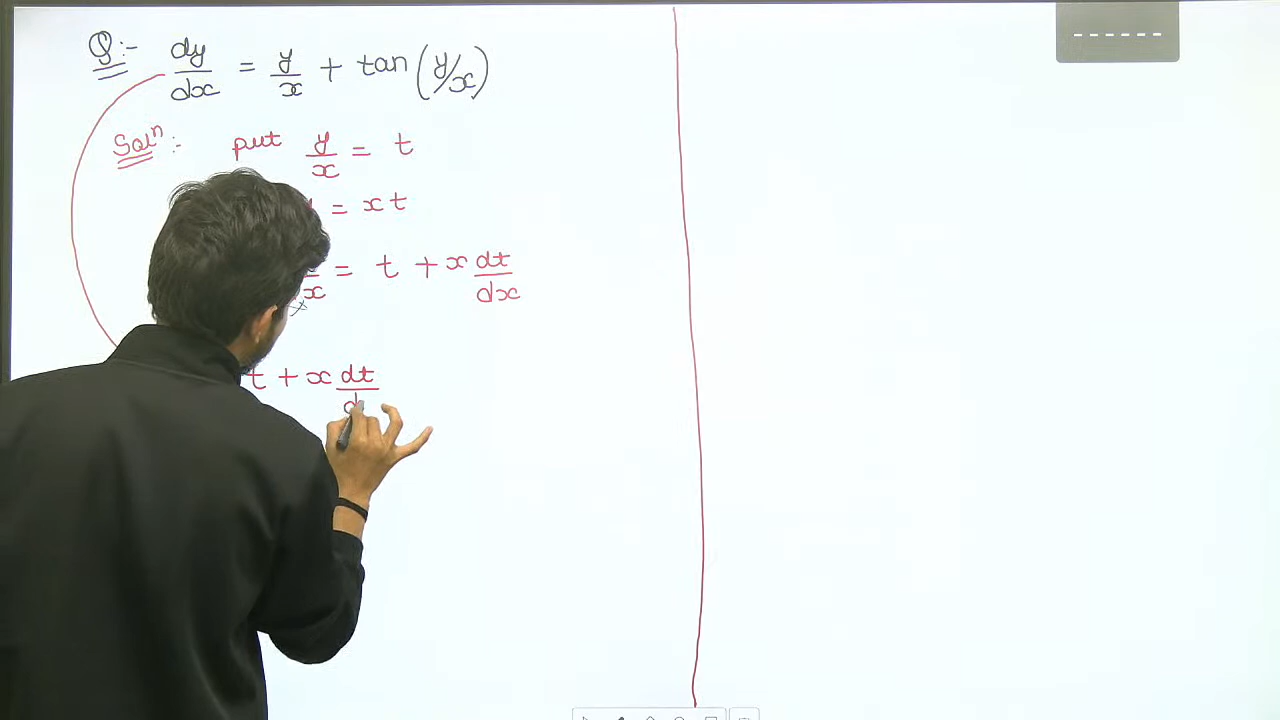 Q:- dy/dx = y/x + tan(y/x)
Solⁿ :- put y/x = t
= xt
x = t + x dt/dx
t + x dt/d